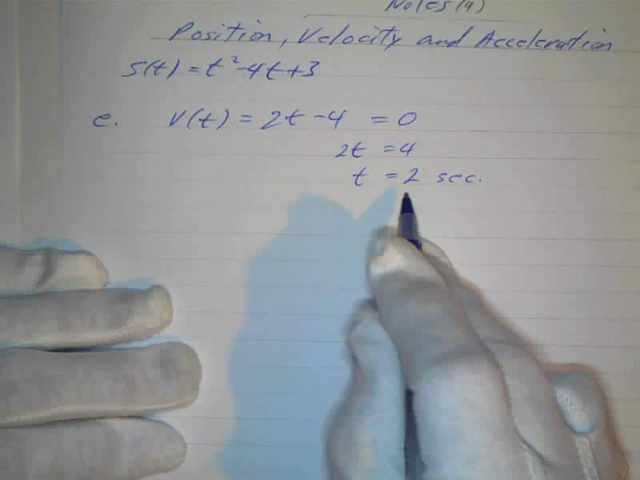 Notes (4)
Position, Velocity and Acceleration
s(t) = t² - 4t + 3
e. v(t) = 2t - 4 = 0
2t = 4
t = 2 sec.